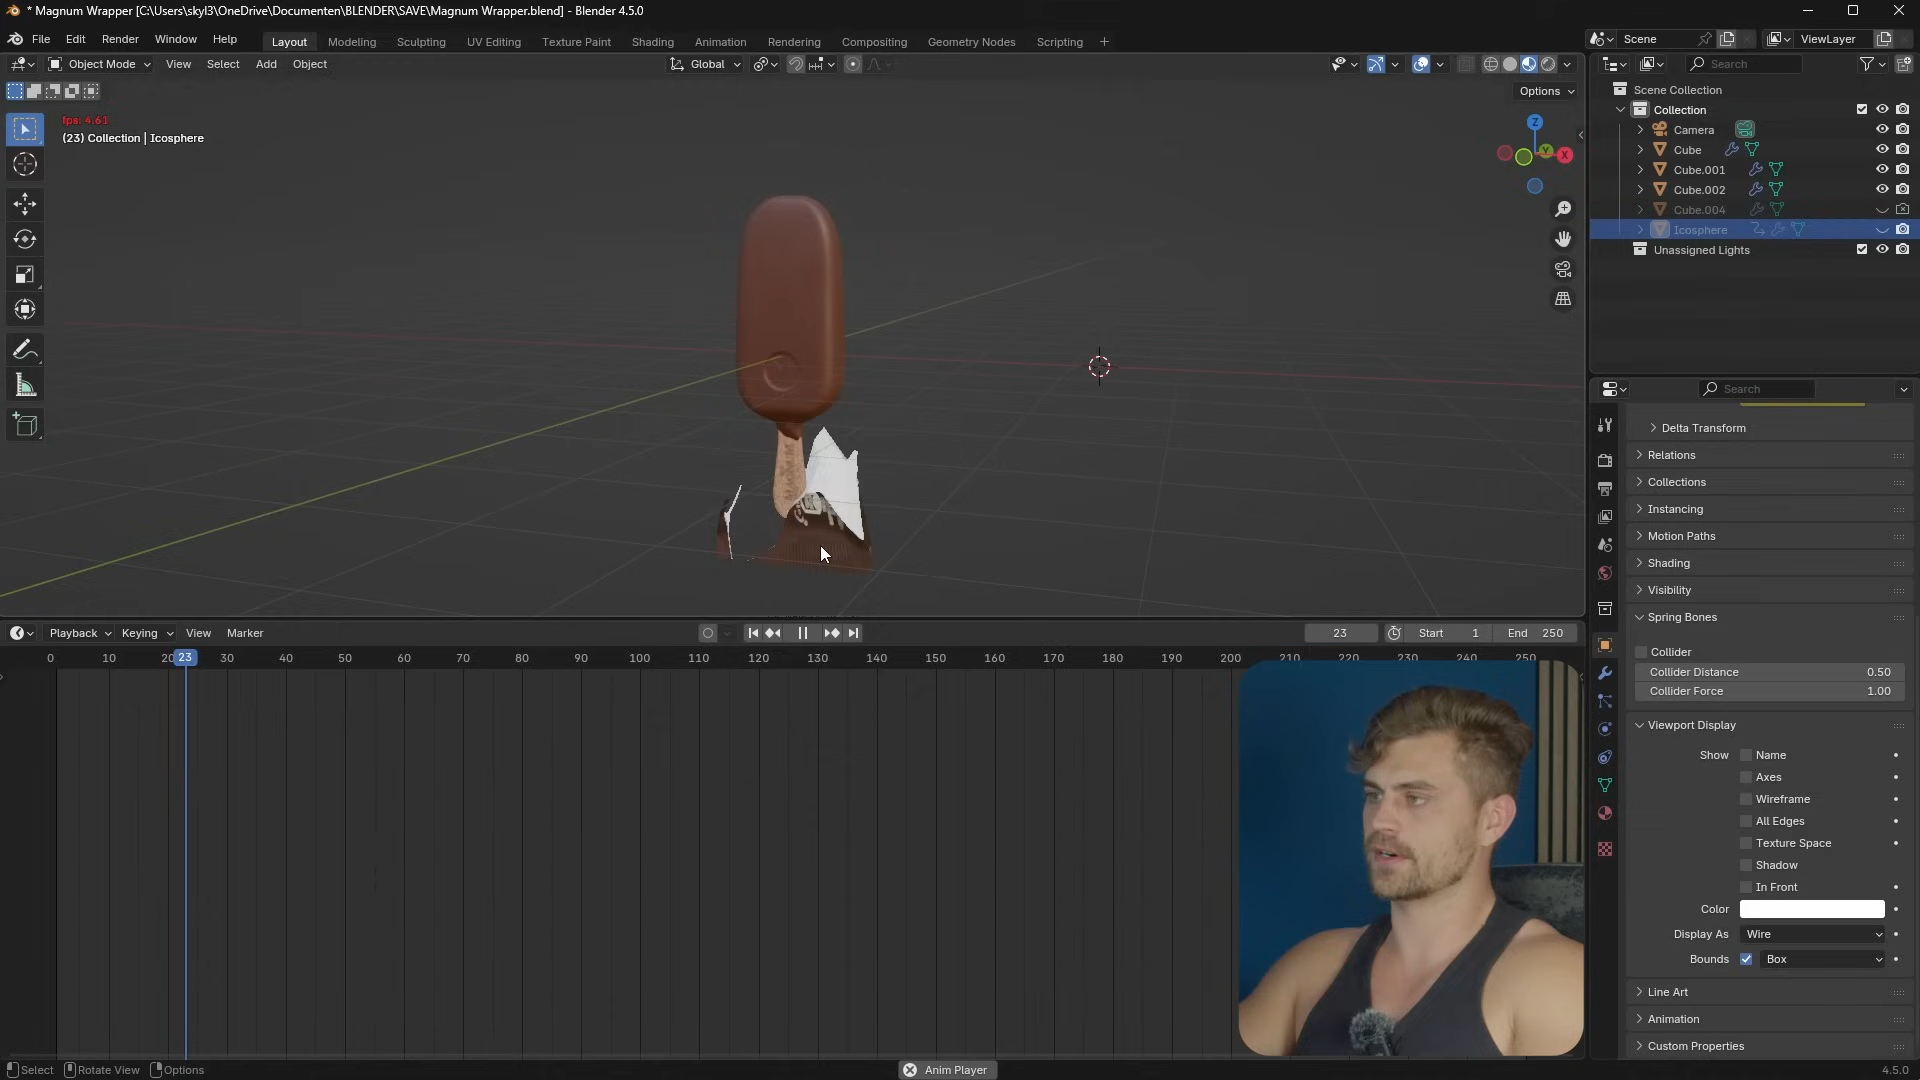 * Magnum Wrapper [C:\Users\skyl3\OneDrive\Documenten\BLENDER\SAVE\Magnum Wrapper.blend] - Blender 4.5.0
File Edit Render Window Help
Layout Modeling Sculpting UV Editing Texture Paint Shading Animation Rendering Compositing Geometry Nodes Scripting +
Scene
ViewLayer
Object Mode View Select Add Object
Global
Search
Options
fps: 4.61
(23) Collection | Icosphere
Z
Y
X
Scene Collection
Collection
Camera
Cube
Cube.001
Cube.002
Cube.004
Icosphere
Unassigned Lights
Search
Delta Transform
Relations
Collections
Instancing
Motion Paths
Shading
Visibility
Spring Bones
Collider
Collider Distance 0.50
Collider Force 1.00
Viewport Display
Show Name
Axes
Wireframe
All Edges
Texture Space
Shadow
In Front
Color
Display As Wire
Bounds Box
Line Art
Animation
Custom Properties
Playback Keying View Marker
23 Start 1 End 250
0 10 20 23 30 40 50 60 70 80 90 100 110 120 130 140 150 160 170 180 190 200 210 220 230 240 250
Select Rotate View Options
Anim Player
4.5.0